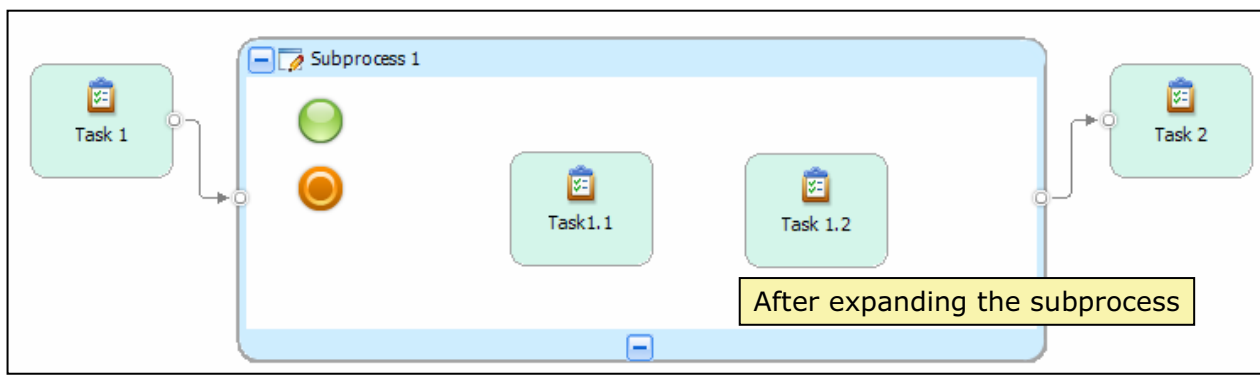 Subprocess 1
Task 1
Task 2
Task1.1
Task 1.2
After expanding the subprocess